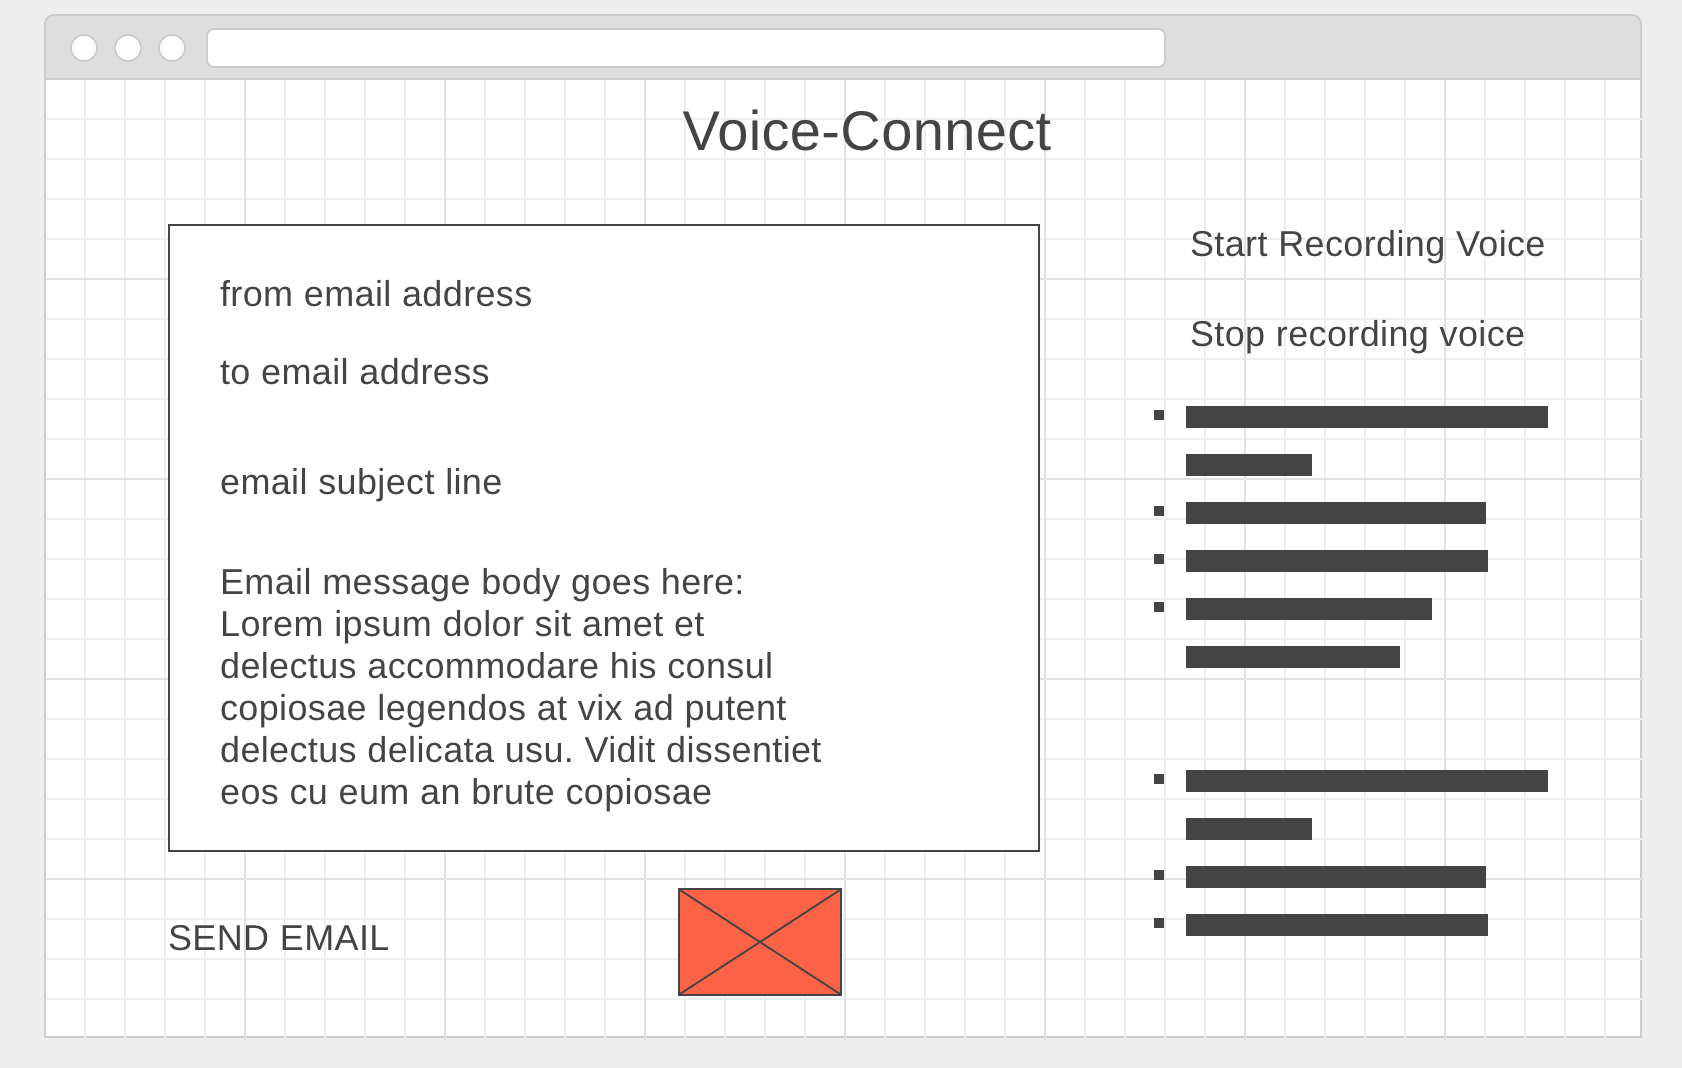 Voice-Connect
from email address
to email address
email subject line
Email message body goes here:
Lorem ipsum dolor sit amet et
delectus accommodare his consul
copiosae legendos at vix ad putent
delectus delicata usu. Vidit dissentiet
eos cu eum an brute copiosae
SEND EMAIL
Start Recording Voice
Stop recording voice